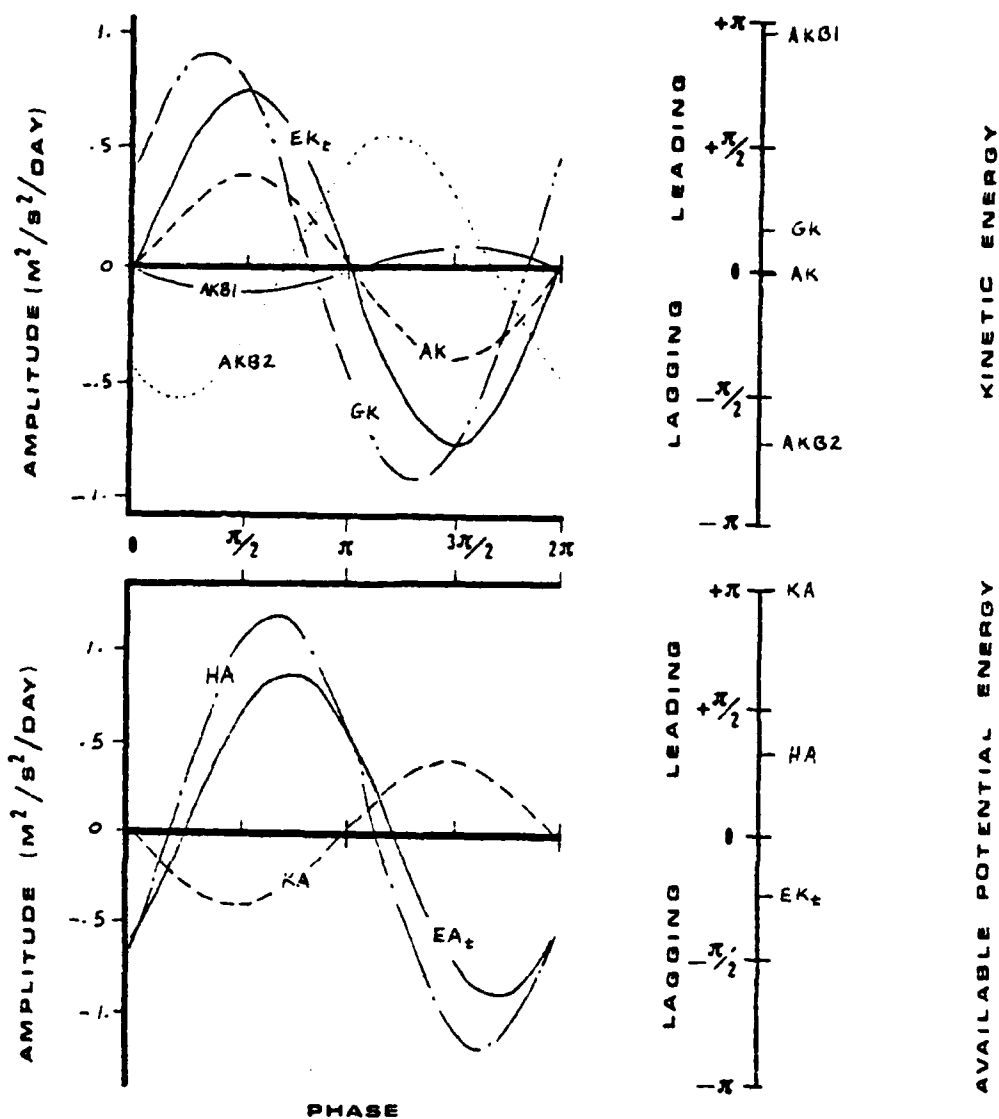 AMPLITUDE (M²/S²/DAY)
1.
.5
0
-.5
-1.
EKₜ
AKB1
AKB2
AK
GK
0
π/2
π
3π/2
2π
LEADING
LAGGING
+π
+π/2
0
-π/2
-π
AKB1
GK
AK
AKB2
KINETIC ENERGY
AMPLITUDE (M²/S²/DAY)
1.
.5
0
-.5
-1.
HA
KA
EAₜ
PHASE
LEADING
LAGGING
+π
+π/2
0
-π/2
-π
KA
HA
EKₜ
AVAILABLE POTENTIAL ENERGY